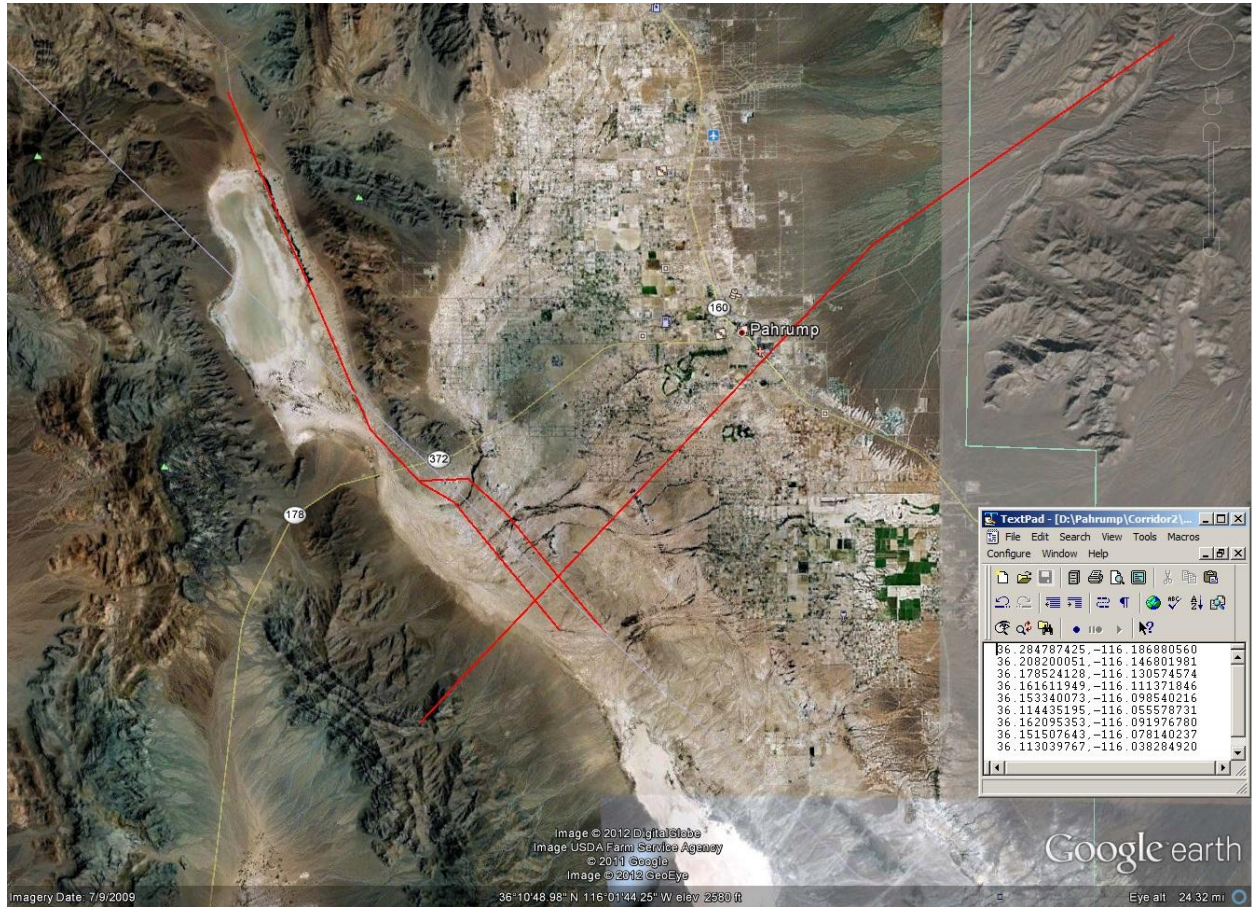 160
Pahrump
372
178
TextPad - [D:\Pahrump\Corridor2\...
File Edit Search View Tools Macros
Configure Window Help
36.284787425,-116.186880560
36.208200051,-116.146801981
36.178524128,-116.130574574
36.161611949,-116.111371846
36.153340073,-116.098540216
36.114435195,-116.055578731
36.162095353,-116.091976780
36.151507643,-116.078140237
36.113039767,-116.038284920
Image © 2012 DigitalGlobe
Image USDA Farm Service Agency
© 2011 Google
Image © 2012 GeoEye
Google earth
Imagery Date: 7/9/2009
36°10'48.98" N 116°01'44.25" W elev 2580 ft
Eye alt 24.32 mi